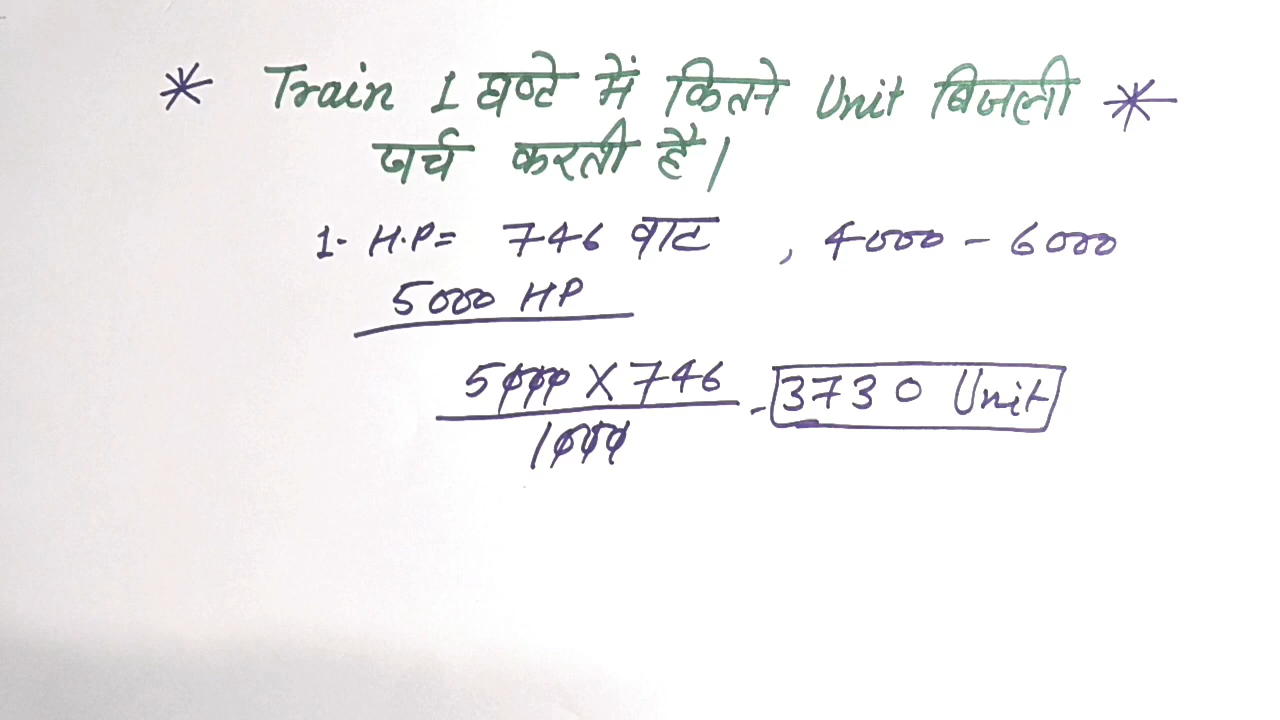 * Train 1 घण्टे में कितने Unit बिजली *
खर्च करती है।
1- H.P = 746 वाट , 4000 - 6000
5000 HP
5000 X 746
1000
- 3730 Unit